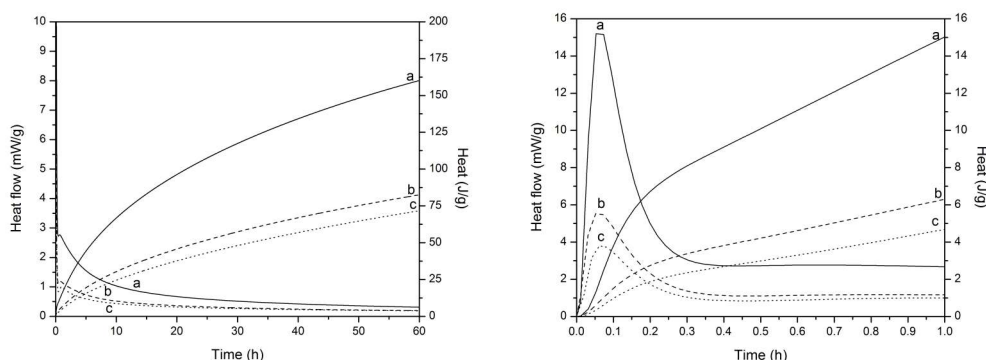 10
9
8
7
6
5
4
3
2
1
0
Heat flow (mW/g)
200
175
150
125
100
75
50
25
0
Heat (J/g)
a
b
c
a
b
c
0 10 20 30 40 50 60
Time (h)
16
14
12
10
8
6
4
2
0
Heat flow (mW/g)
16
14
12
10
8
6
4
2
0
Heat (J/g)
a
a
b
b
c
c
0.0 0.1 0.2 0.3 0.4 0.5 0.6 0.7 0.8 0.9 1.0
Time (h)